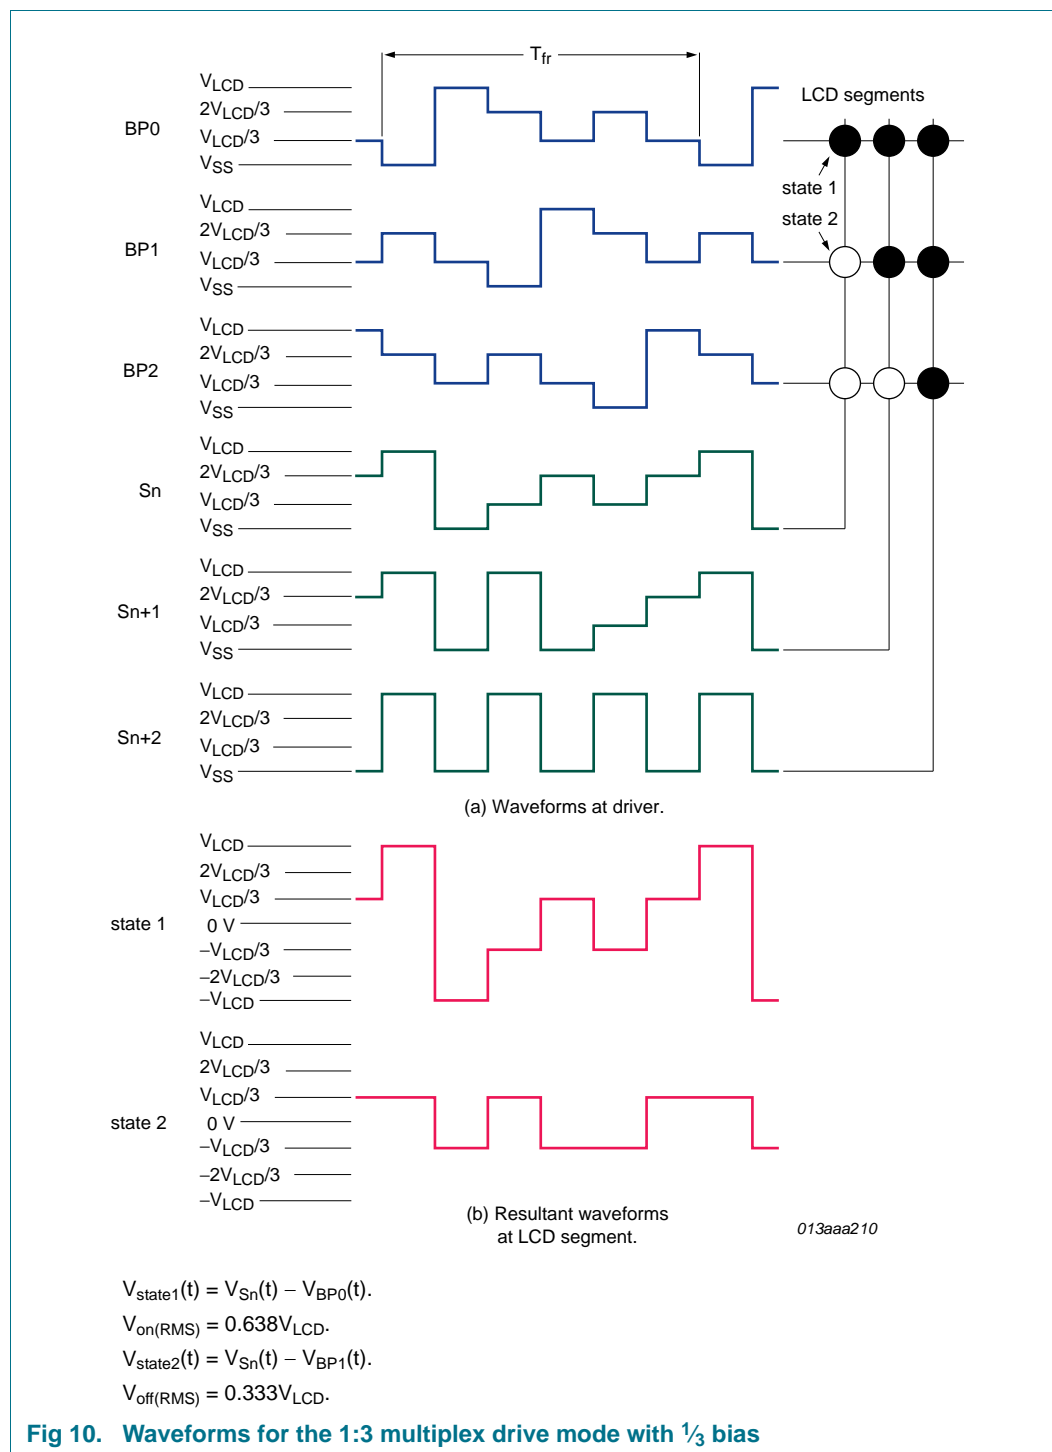 Tfr
VLCD
2VLCD/3
BP0
VLCD/3
VSS
LCD segments
state 1
VLCD
2VLCD/3
BP1
VLCD/3
VSS
state 2
VLCD
2VLCD/3
BP2
VLCD/3
VSS
VLCD
2VLCD/3
Sn
VLCD/3
VSS
VLCD
2VLCD/3
Sn+1
VLCD/3
VSS
VLCD
2VLCD/3
Sn+2
VLCD/3
VSS
(a) Waveforms at driver.
VLCD
2VLCD/3
VLCD/3
state 1
0 V
−VLCD/3
−2VLCD/3
−VLCD
VLCD
2VLCD/3
VLCD/3
state 2
0 V
−VLCD/3
−2VLCD/3
−VLCD
(b) Resultant waveforms
at LCD segment.
013aaa210
Vstate1(t) = VSn(t) − VBP0(t).
Von(RMS) = 0.638VLCD.
Vstate2(t) = VSn(t) − VBP1(t).
Voff(RMS) = 0.333VLCD.
Fig 10. Waveforms for the 1:3 multiplex drive mode with 1⁄3 bias